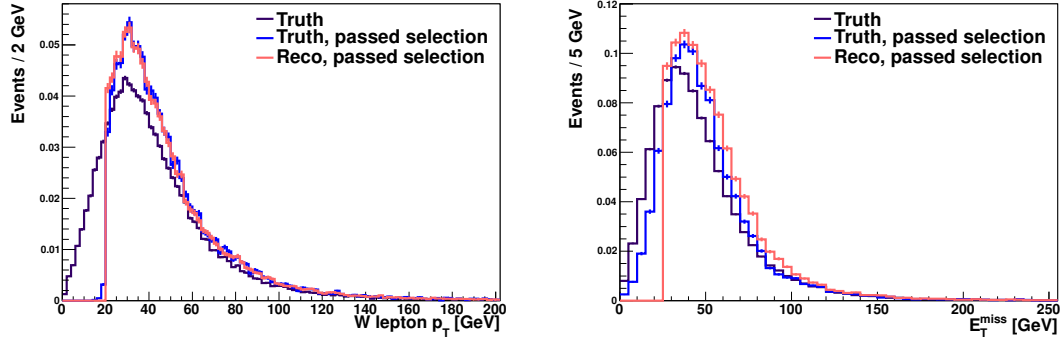 Events / 2 GeV
0.05
0.04
0.03
0.02
0.01
0
Truth
Truth, passed selection
Reco, passed selection
0 20 40 60 80 100 120 140 160 180 200
W lepton p_T [GeV]
Events / 5 GeV
0.12
0.1
0.08
0.06
0.04
0.02
0
Truth
Truth, passed selection
Reco, passed selection
0 50 100 150 200 250
E_T^miss [GeV]